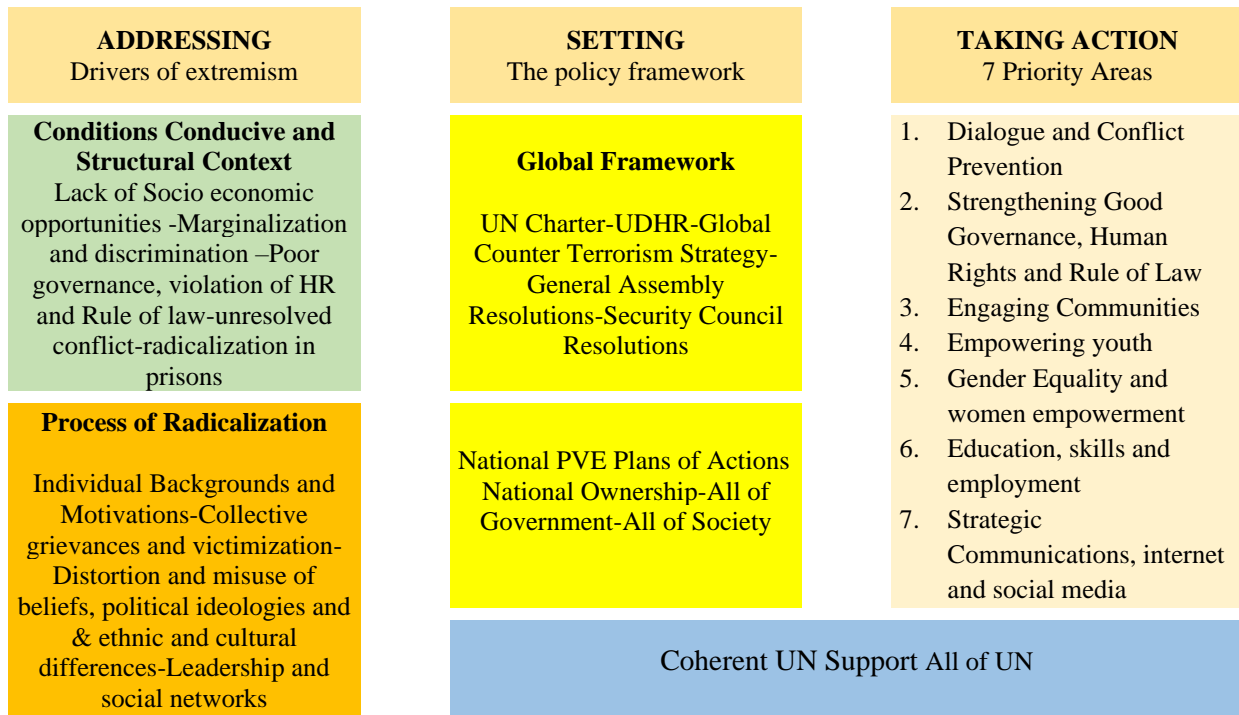 ADDRESSING
Drivers of extremism
Conditions Conducive and
Structural Context
Lack of Socio economic
opportunities -Marginalization
and discrimination –Poor
governance, violation of HR
and Rule of law-unresolved
conflict-radicalization in
prisons
Process of Radicalization
Individual Backgrounds and
Motivations-Collective
grievances and victimization-
Distortion and misuse of
beliefs, political ideologies and
& ethnic and cultural
differences-Leadership and
social networks
SETTING
The policy framework
Global Framework
UN Charter-UDHR-Global
Counter Terrorism Strategy-
General Assembly
Resolutions-Security Council
Resolutions
National PVE Plans of Actions
National Ownership-All of
Government-All of Society
TAKING ACTION
7 Priority Areas
1. Dialogue and Conflict
Prevention
2. Strengthening Good
Governance, Human
Rights and Rule of Law
3. Engaging Communities
4. Empowering youth
5. Gender Equality and
women empowerment
6. Education, skills and
employment
7. Strategic
Communications, internet
and social media
Coherent UN Support All of UN